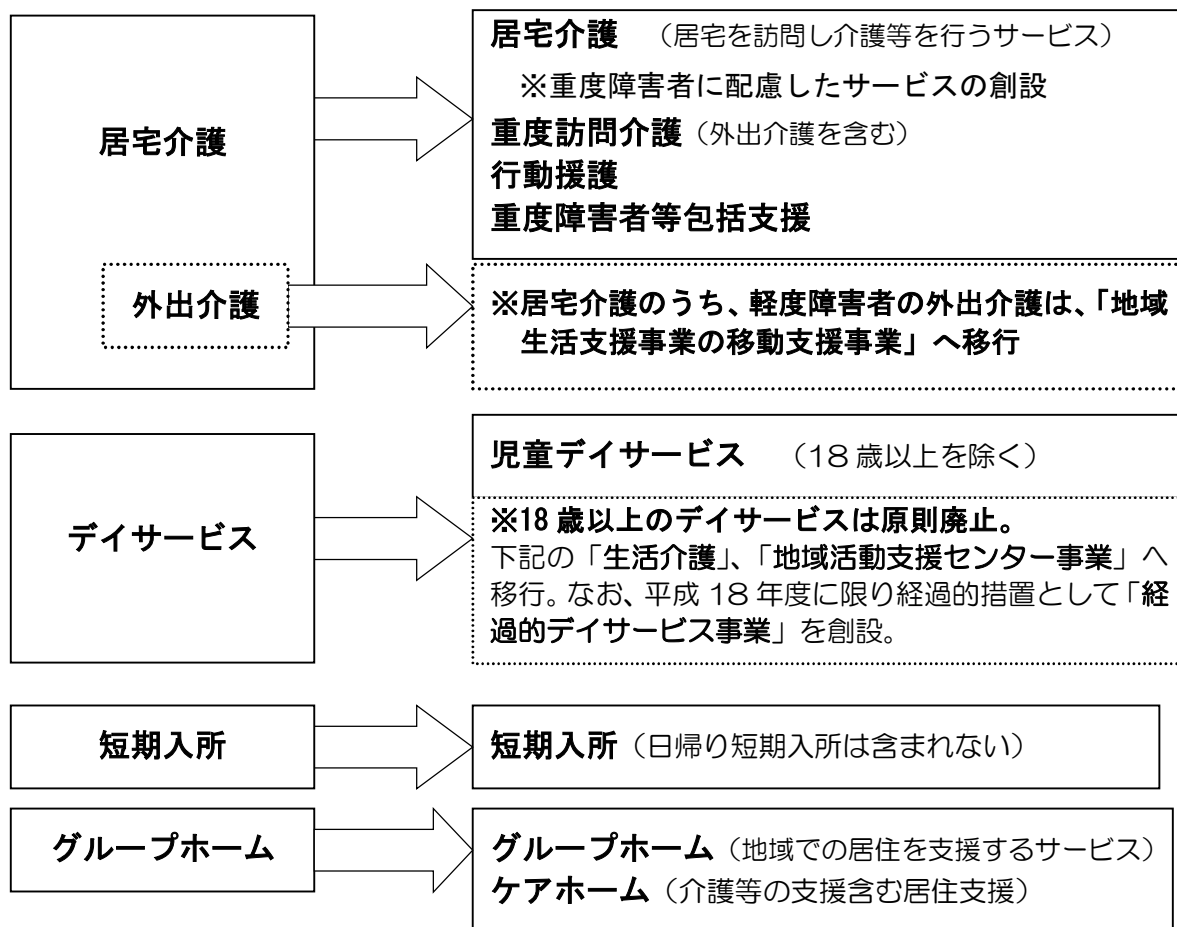 居宅介護
居宅介護 （居宅を訪問し介護等を行うサービス）
※重度障害者に配慮したサービスの創設
重度訪問介護（外出介護を含む）
行動援護
重度障害者等包括支援
外出介護
※居宅介護のうち、軽度障害者の外出介護は、「地域
生活支援事業の移動支援事業」へ移行
デイサービス
児童デイサービス （18歳以上を除く）
※18歳以上のデイサービスは原則廃止。
下記の「生活介護」、「地域活動支援センター事業」へ
移行。なお、平成 18年度に限り経過的措置として「経
過的デイサービス事業」を創設。
短期入所
短期入所（日帰り短期入所は含まれない）
グループホーム
グループホーム（地域での居住を支援するサービス）
ケアホーム（介護等の支援含む居住支援）